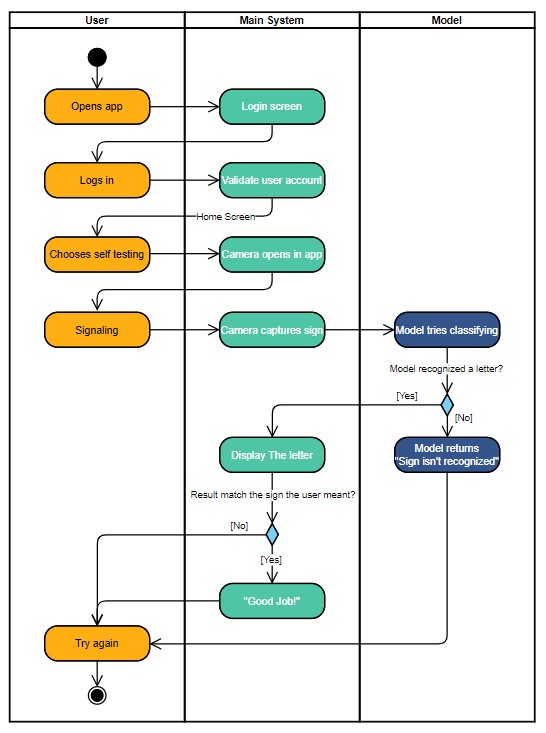 User
Main System
Model
Opens app
Login screen
Logs in
Validate user account
Home Screen
Chooses self testing
Camera opens in app
Signaling
Camera captures sign
Model tries classifying
Model recognized a letter?
[Yes]
[No]
Display The letter
Model returns
"Sign isn't recognized"
Result match the sign the user meant?
[No]
[Yes]
"Good Job!"
Try again